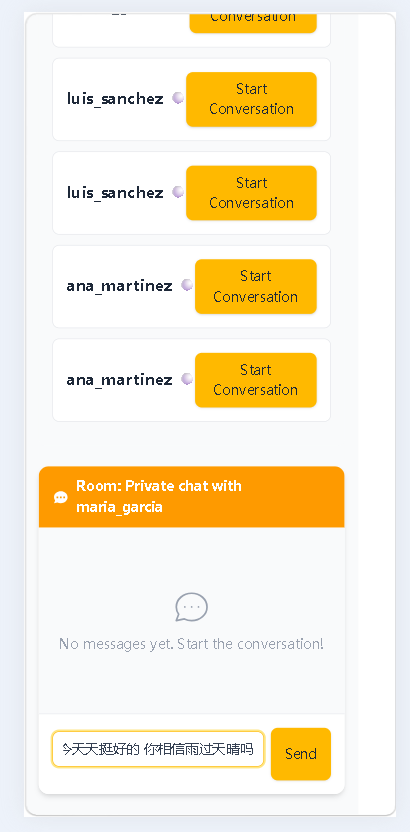 Conversation
luis_sanchez
Start
Conversation
luis_sanchez
Start
Conversation
ana_martinez
Start
Conversation
ana_martinez
Start
Conversation
Room: Private chat with
maria_garcia
No messages yet. Start the conversation!
今天天挺好的 你相信雨过天晴吗
Send